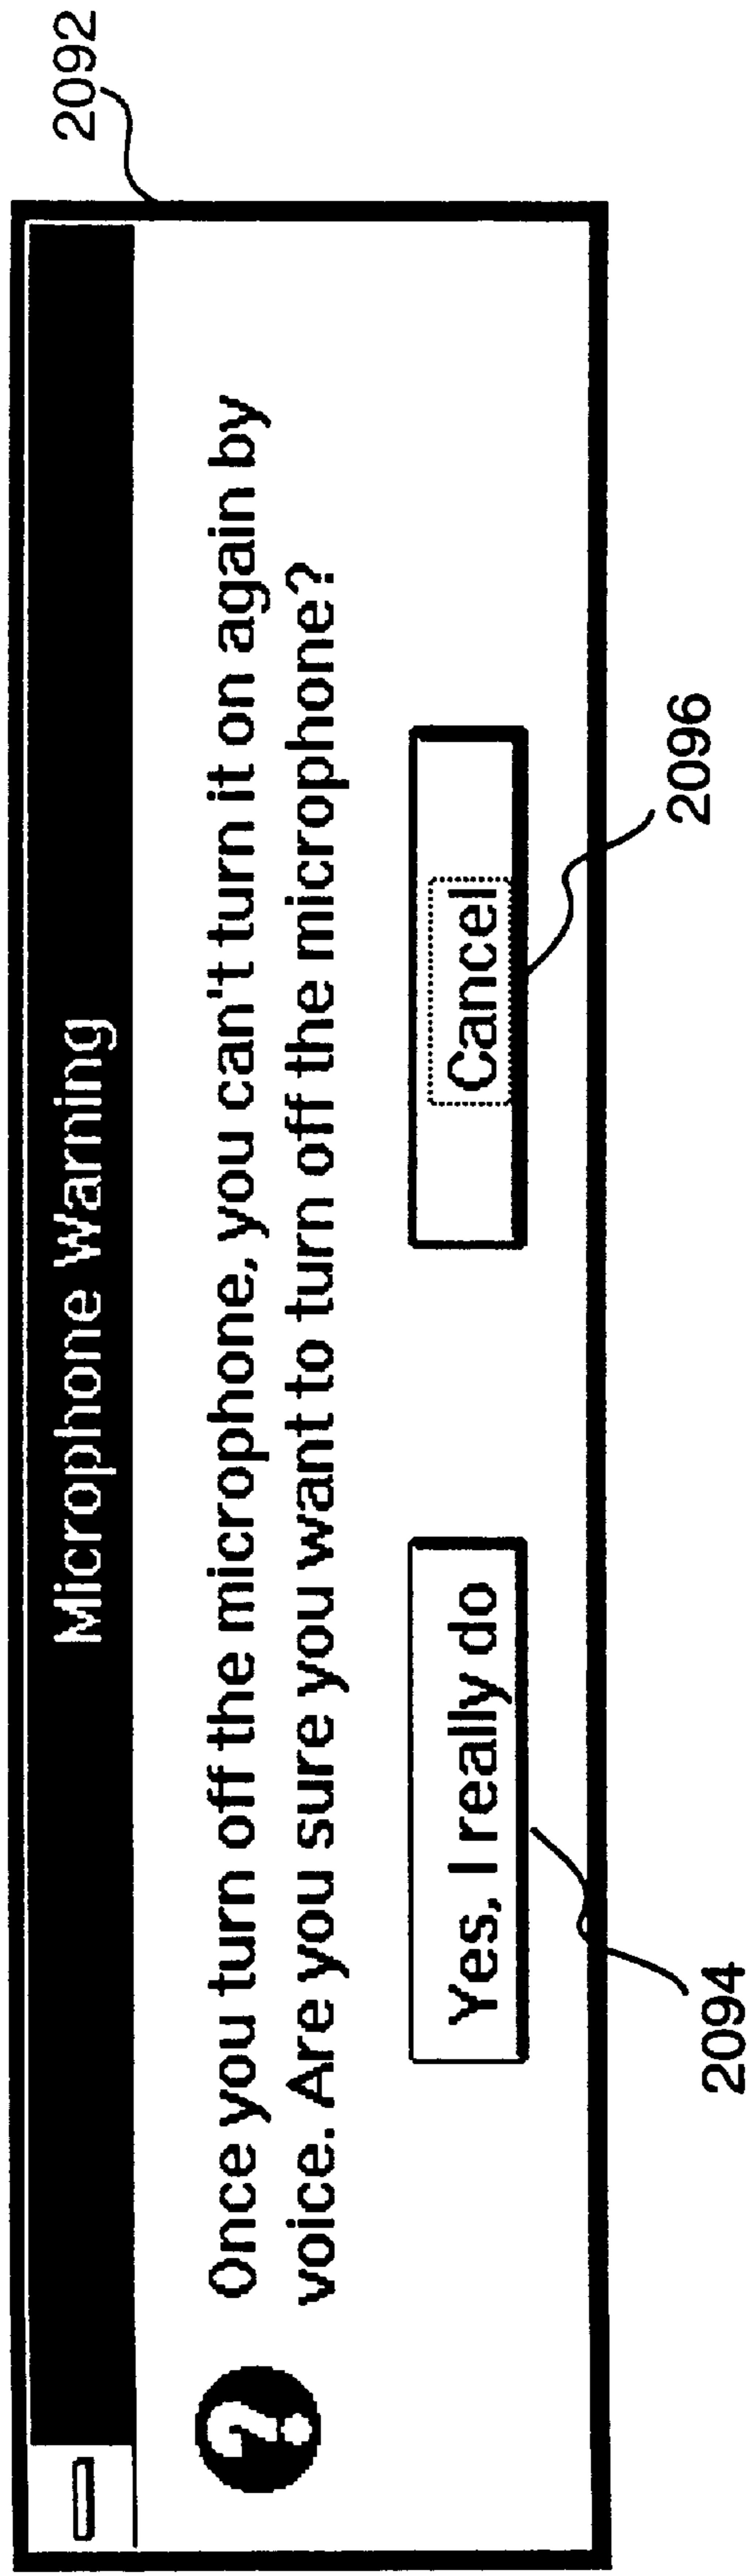 2092
Microphone Warning
Once you turn off the microphone, you can't turn it on again by
voice. Are you sure you want to turn off the microphone?
Yes, I really do
Cancel
2094
2096